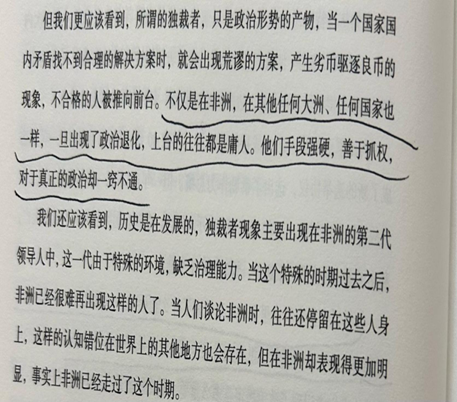 但我们更应该看到，所谓的独裁者，只是政治形势的产物，当一个国家国
内矛盾找不到合理的解决方案时，就会出现荒谬的方案，产生劣币驱逐良币的
现象，不合格的人被推向前台。不仅是在非洲，在其他任何大洲、任何国家也
一样，一旦出现了政治退化，上台的往往都是庸人。他们手段强硬，善于抓权，
对于真正的政治却一窍不通。
我们还应该看到，历史是在发展的，独裁者现象主要出现在非洲的第二代
领导人中，这一代由于特殊的环境，缺乏治理能力。当这个特殊的时期过去之后，
非洲已经很难再出现这样的人了。当人们谈论非洲时，往往还停留在这些人身
上，这样的认知错位在世界上的其他地方也会存在，但在非洲却表现得更加明
显，事实上非洲已经走过了这个时期。